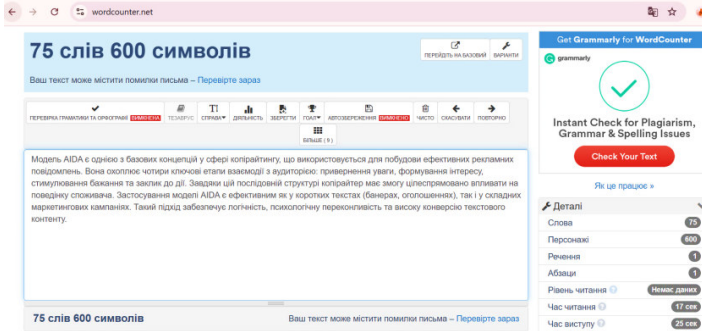 wordcounter.net
75 слів 600 символів
ПЕРЕЙДІТЬ НА БАЗОВИЙ
ВАРІАНТИ
Ваш текст може містити помилки письма – Перевірте зараз
ПЕРЕВІРКА ГРАМАТИКИ ТА ОРФОГРАФІЇ ВИМКНЕНА
ТЕЗАВРУС
СПРАВА
ДІЯЛЬНІСТЬ
ЗБЕРЕГТИ
ГОАЛ
АВТОЗБЕРЕЖЕННЯ ВИМКНЕНО
ЧИСТО
СКАСУВАТИ
ПОВТОРНО
БІЛЬШЕ ( 9 )
Модель AIDA є однією з базових концепцій у сфері копірайтингу, що використовується для побудови ефективних рекламних
повідомлень. Вона охоплює чотири ключові етапи взаємодії з аудиторією: привернення уваги, формування інтересу,
стимулювання бажання та заклик до дії. Завдяки цій послідовній структурі копірайтер має змогу цілеспрямовано впливати на
поведінку споживача. Застосування моделі AIDA є ефективним як у коротких текстах (банерах, оголошеннях), так і у складних
маркетингових кампаніях. Такий підхід забезпечує логічність, психологічну переконливість та високу конверсію текстового
контенту.
75 слів 600 символів
Ваш текст може містити помилки письма – Перевірте зараз
Get Grammarly for WordCounter
grammarly
Instant Check for Plagiarism,
Grammar & Spelling Issues
Check Your Text
Як це працює »
Деталі
Слова 75
Персонажі 600
Речення 1
Абзаци 1
Рівень читання Немає даних
Час читання 17 сек
Час виступу 25 сек